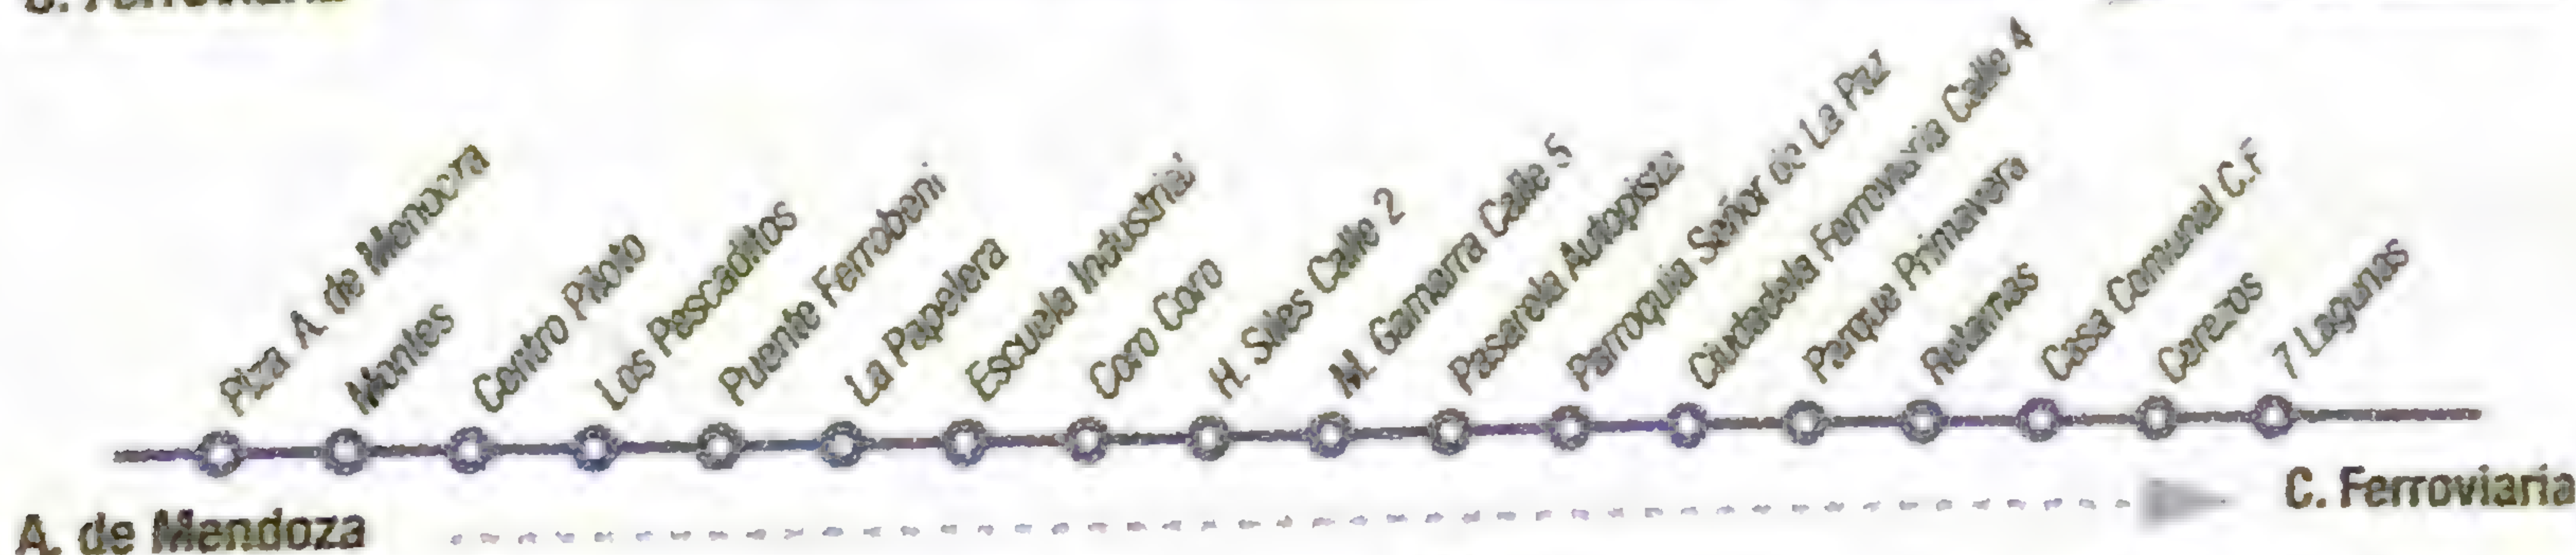 C. Ferroviaria
Plza A. de Mendoza
Montes
Centro Piloto
Los Pescaditos
Puente Ferrobeni
La Papelera
Escuela Industrial
Coro Coro
H. Siles Calle 2
M. Gamarra Calle 5
Pasarela Autopista
Parroquia Señor de La Paz
Ciudadela Ferroviaria Calle 4
Parque Primavera
Retamas
Casa Comunal C.F
Cerezos
7 Lagunas
A. de Mendoza
C. Ferroviaria